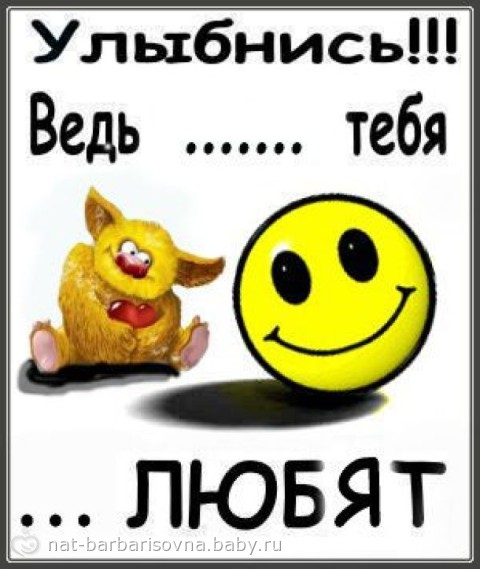 Улыбнись!!!
Ведь ....... тебя
... ЛЮБЯТ
nat-barbarisovna.baby.ru